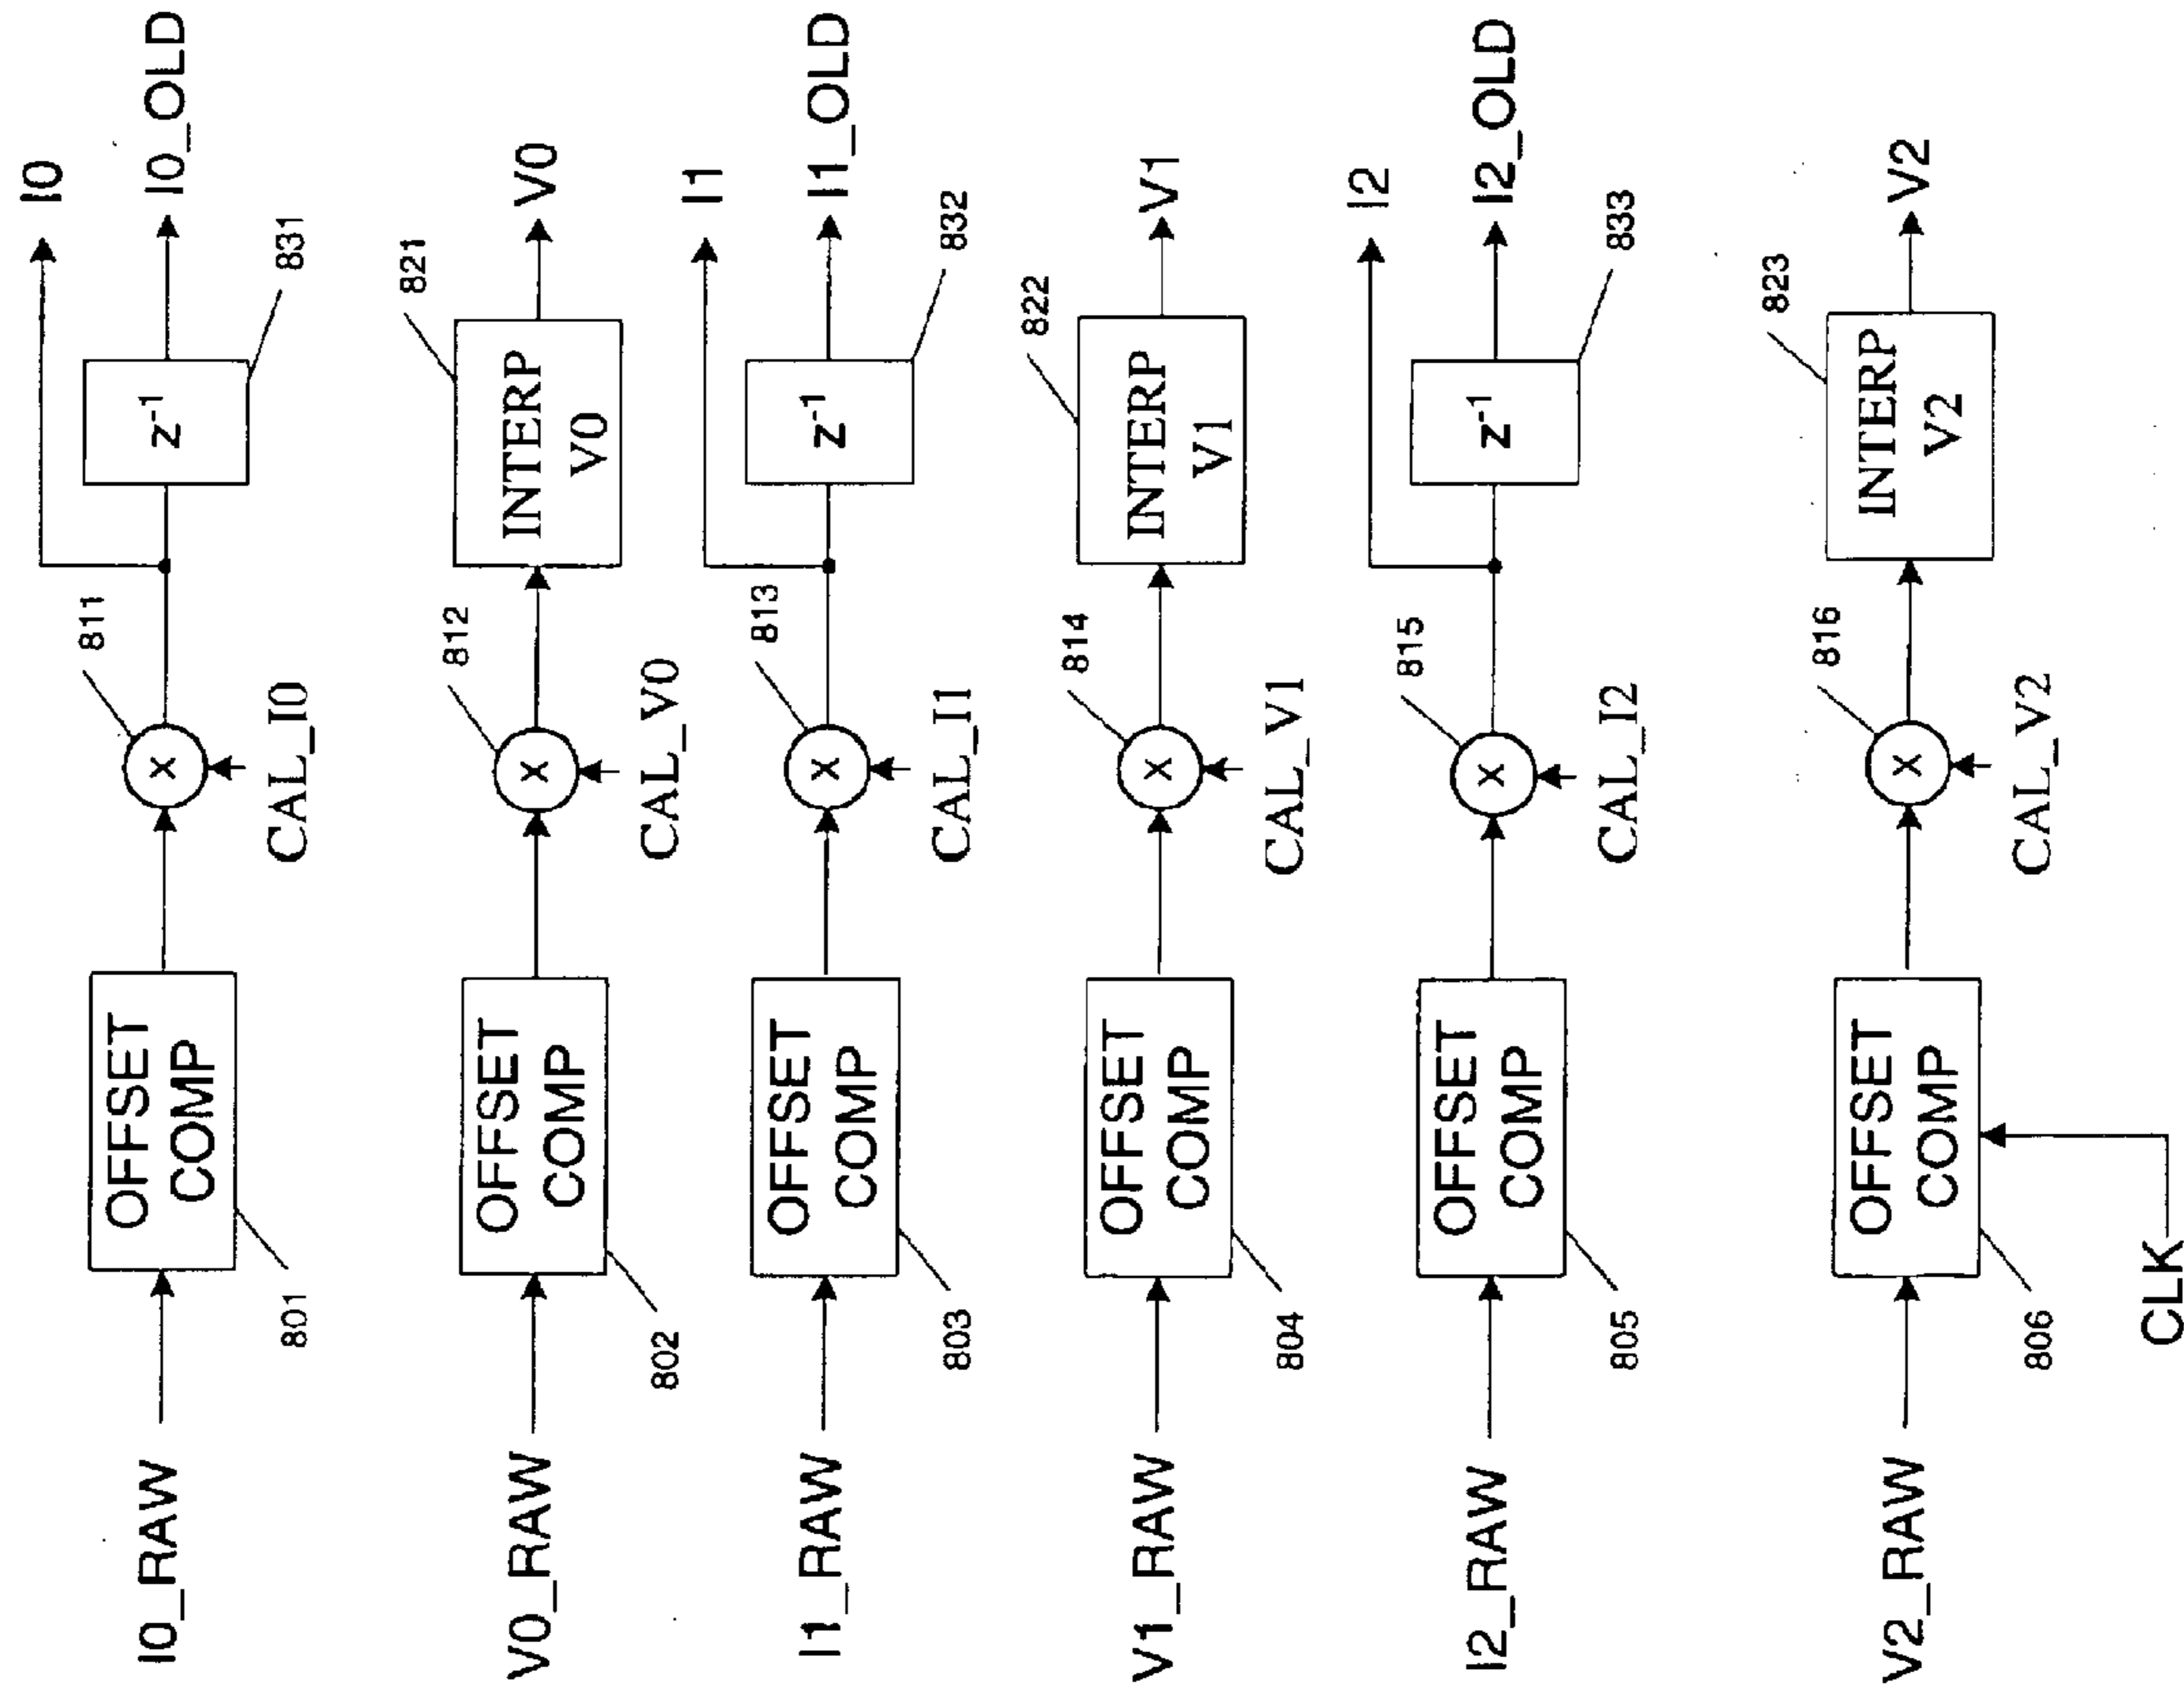 I0
I0_RAW
OFFSET
COMP
801
811
CAL_I0
z⁻¹
831
I0_OLD
V0_RAW
OFFSET
COMP
802
812
CAL_V0
INTERP
V0
821
V0
I1
I1_RAW
OFFSET
COMP
803
813
CAL_I1
z⁻¹
832
I1_OLD
V1_RAW
OFFSET
COMP
804
814
CAL_V1
INTERP
V1
822
V1
I2
I2_RAW
OFFSET
COMP
805
815
CAL_I2
z⁻¹
833
I2_OLD
V2_RAW
OFFSET
COMP
806
816
CAL_V2
INTERP
V2
823
V2
CLK
X
X
X
X
X
X